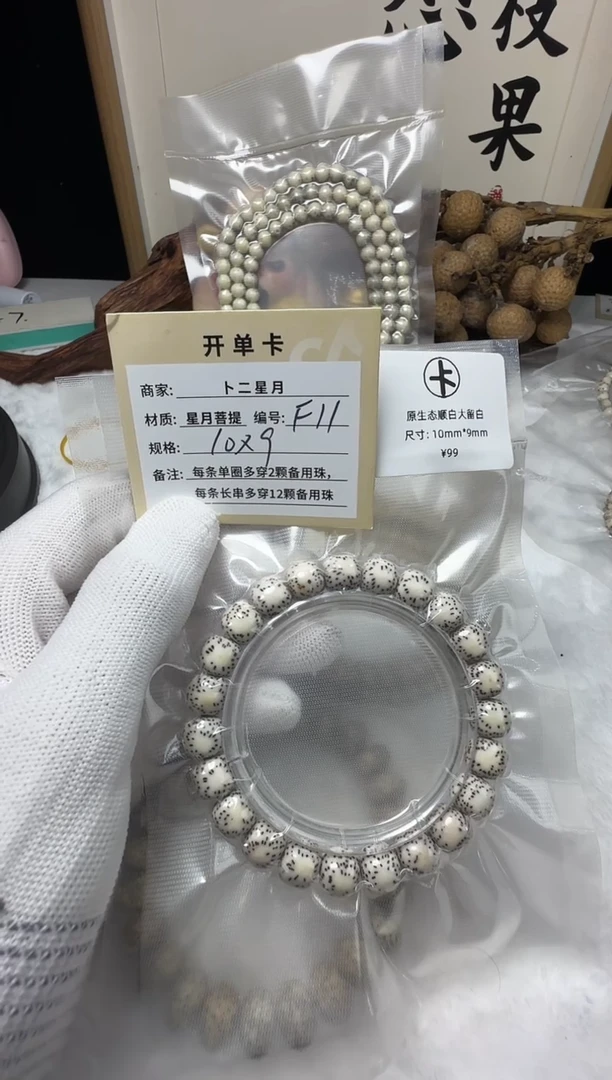 枝
果
7.
开单卡
商家: 卜二星月
材质: 星月菩提 编号: F11
规格: 10x9
备注: 每条单圈多穿2颗备用珠,
每条长串多穿12颗备用珠
卡
原生态顺白大留白
尺寸: 10mm*9mm
¥99